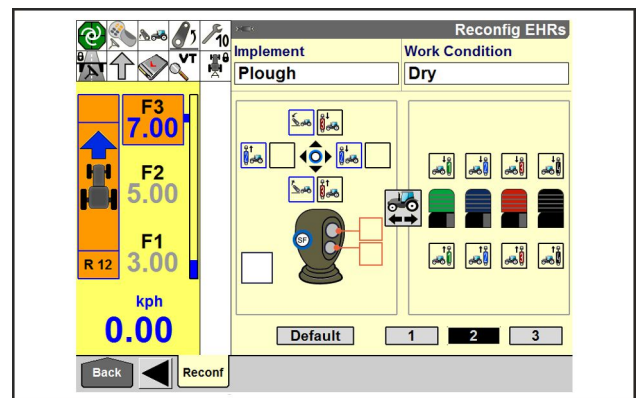 10
VT
Reconfig EHRs
Implement
Work Condition
Plough
Dry
F3
7.00
F2
5.00
F1
3.00
R 12
SF
kph
0.00
Default
1
2
3
Back
Reconf